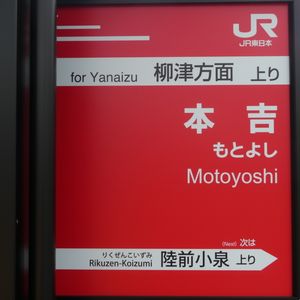 JR
JR東日本
for Yanaizu 柳津方面 上り
本吉
もとよし
Motoyoshi
(Next) 次は
りくぜんこいずみ
Rikuzen-Koizumi 陸前小泉 上り